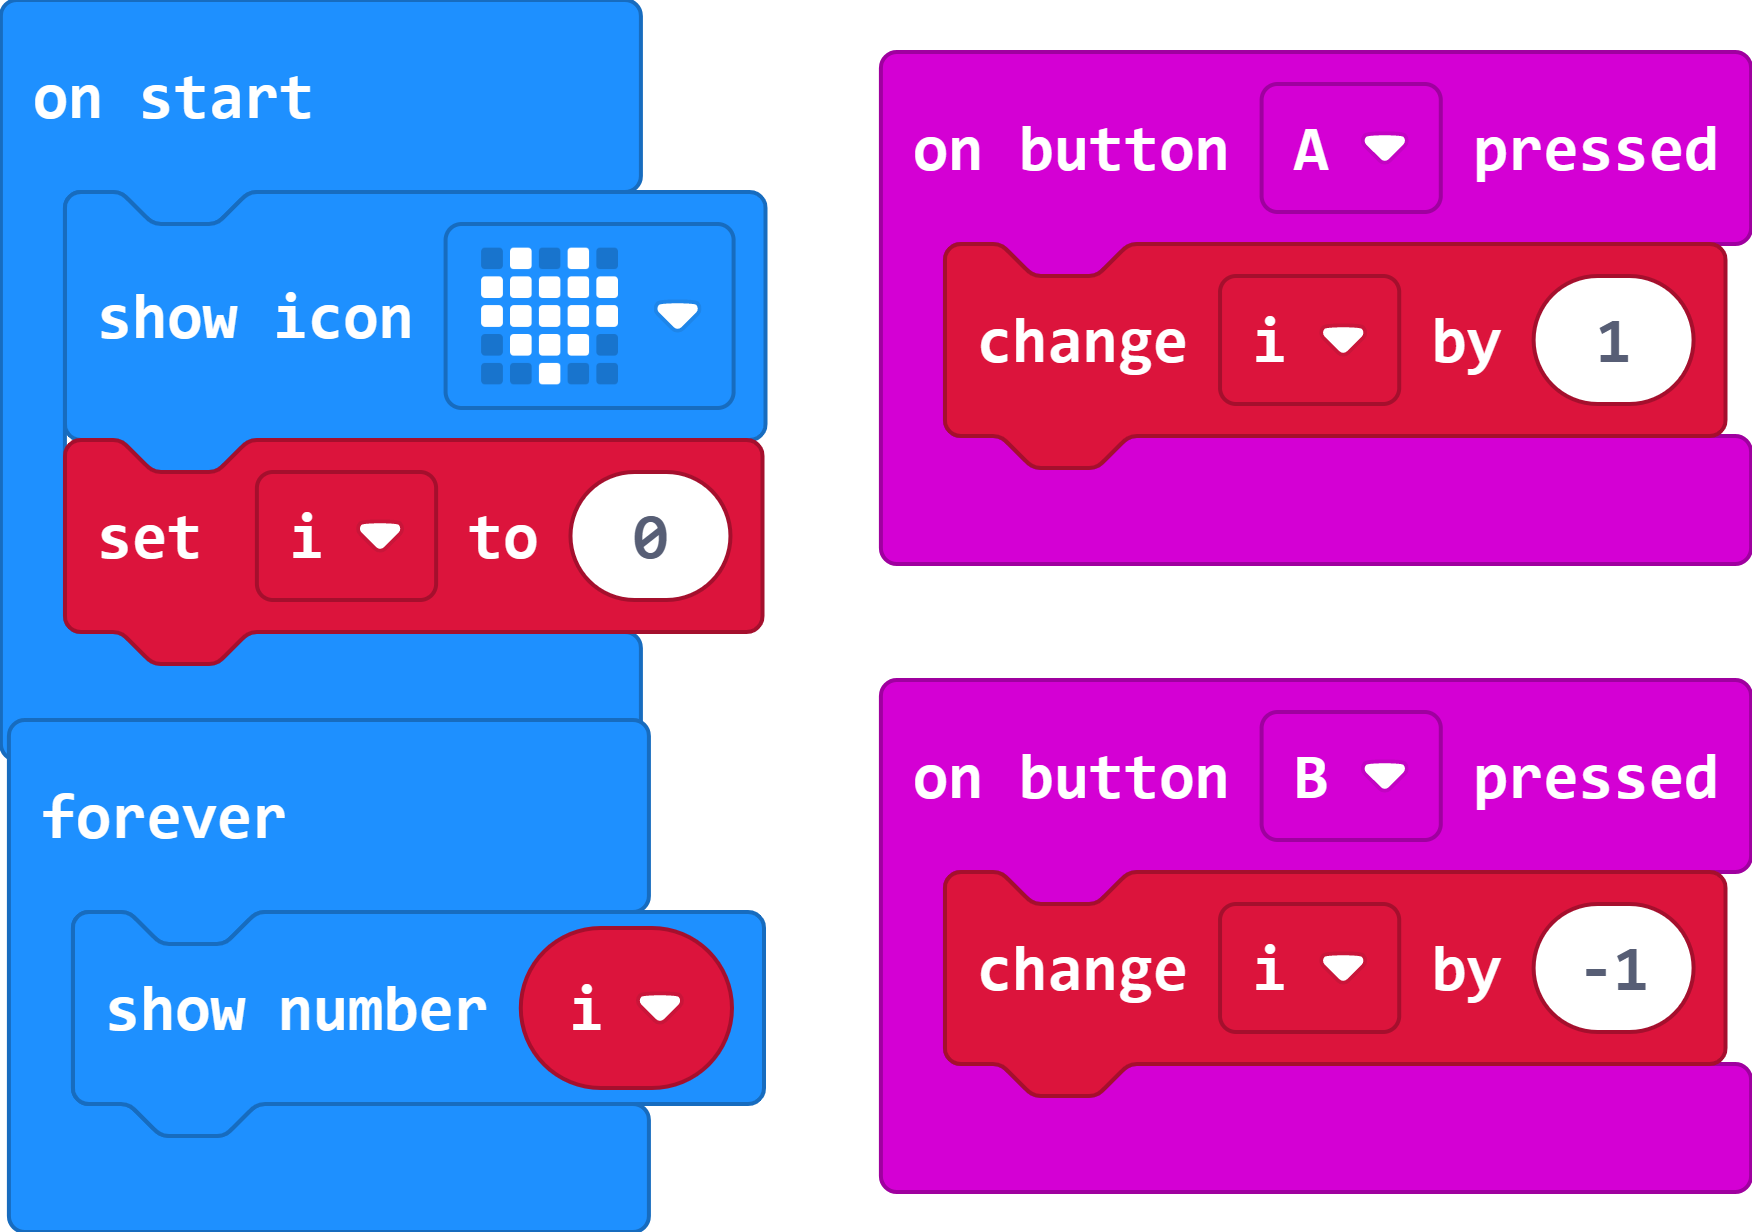 on start
show icon
set i to 0
forever
show number i
on button A pressed
change i by 1
on button B pressed
change i by -1